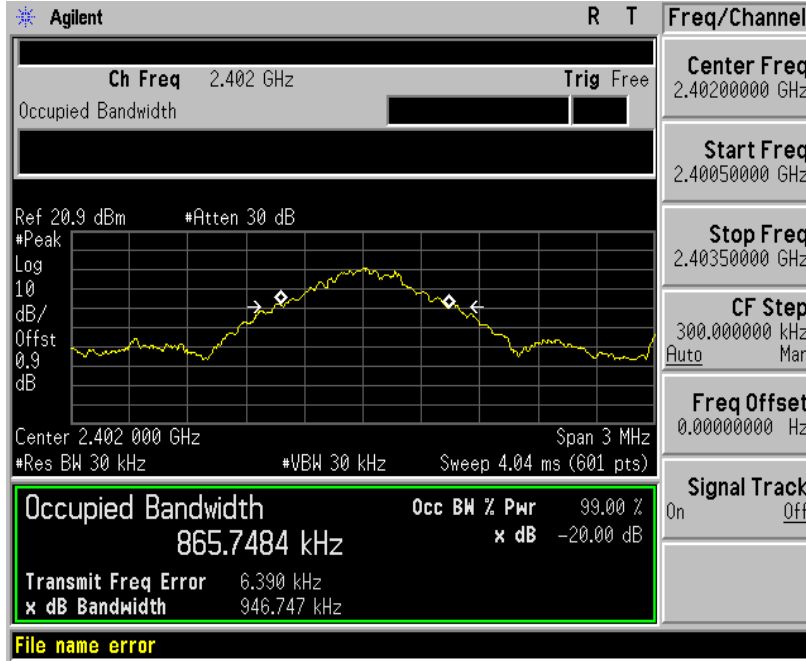 Agilent R T Freq/Channel
Ch Freq 2.402 GHz Trig Free
Occupied Bandwidth
Center Freq
2.40200000 GHz
Start Freq
2.40050000 GHz
Stop Freq
2.40350000 GHz
CF Step
300.000000 kHz
Auto Man
Freq Offset
0.00000000 Hz
Signal Track
On Off
Ref 20.9 dBm #Atten 30 dB
#Peak
Log
10
dB/
Offst
0.9
dB
Center 2.402 000 GHz Span 3 MHz
#Res BW 30 kHz #VBW 30 kHz Sweep 4.04 ms (601 pts)
Occupied Bandwidth Occ BW % Pwr 99.00 %
865.7484 kHz x dB -20.00 dB
Transmit Freq Error 6.390 kHz
x dB Bandwidth 946.747 kHz
File name error